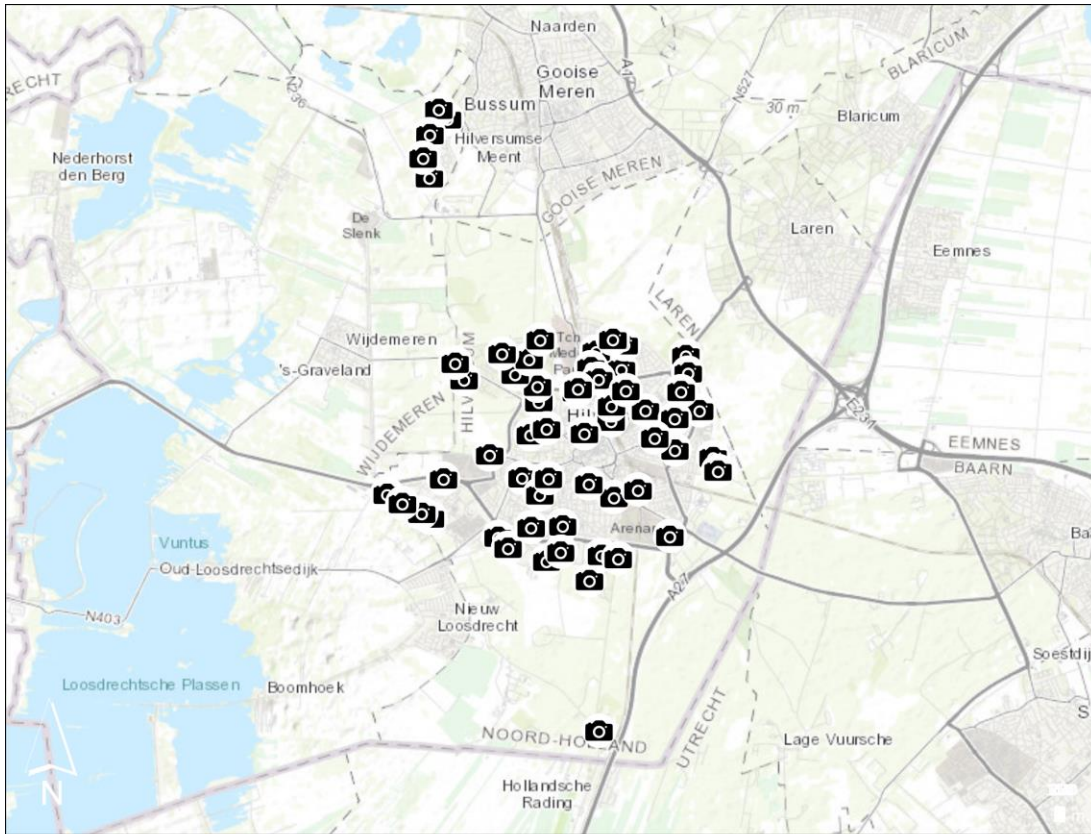 Naarden
Gooise
Meren
A1
BLARICUM
RECHT
N236
Bussum
N527
30 m
Blaricum
Hilversumse
Meent
Nederhorst
den Berg
GOOISE MEREN
De
Slenk
Laren
Eemnes
LAREN
Wijdemeren
's-Graveland
WIJDEMEREN
E231
EEMNES
BAARN
Vuntus
Oud-Loosdrechtsedijk
A27
N403
Nieuw
Loosdrecht
Loosdrechtsche Plassen
Boomhoek
NOORD-HOLLAND
UTRECHT
Lage Vuursche
Hollandsche
Rading
N